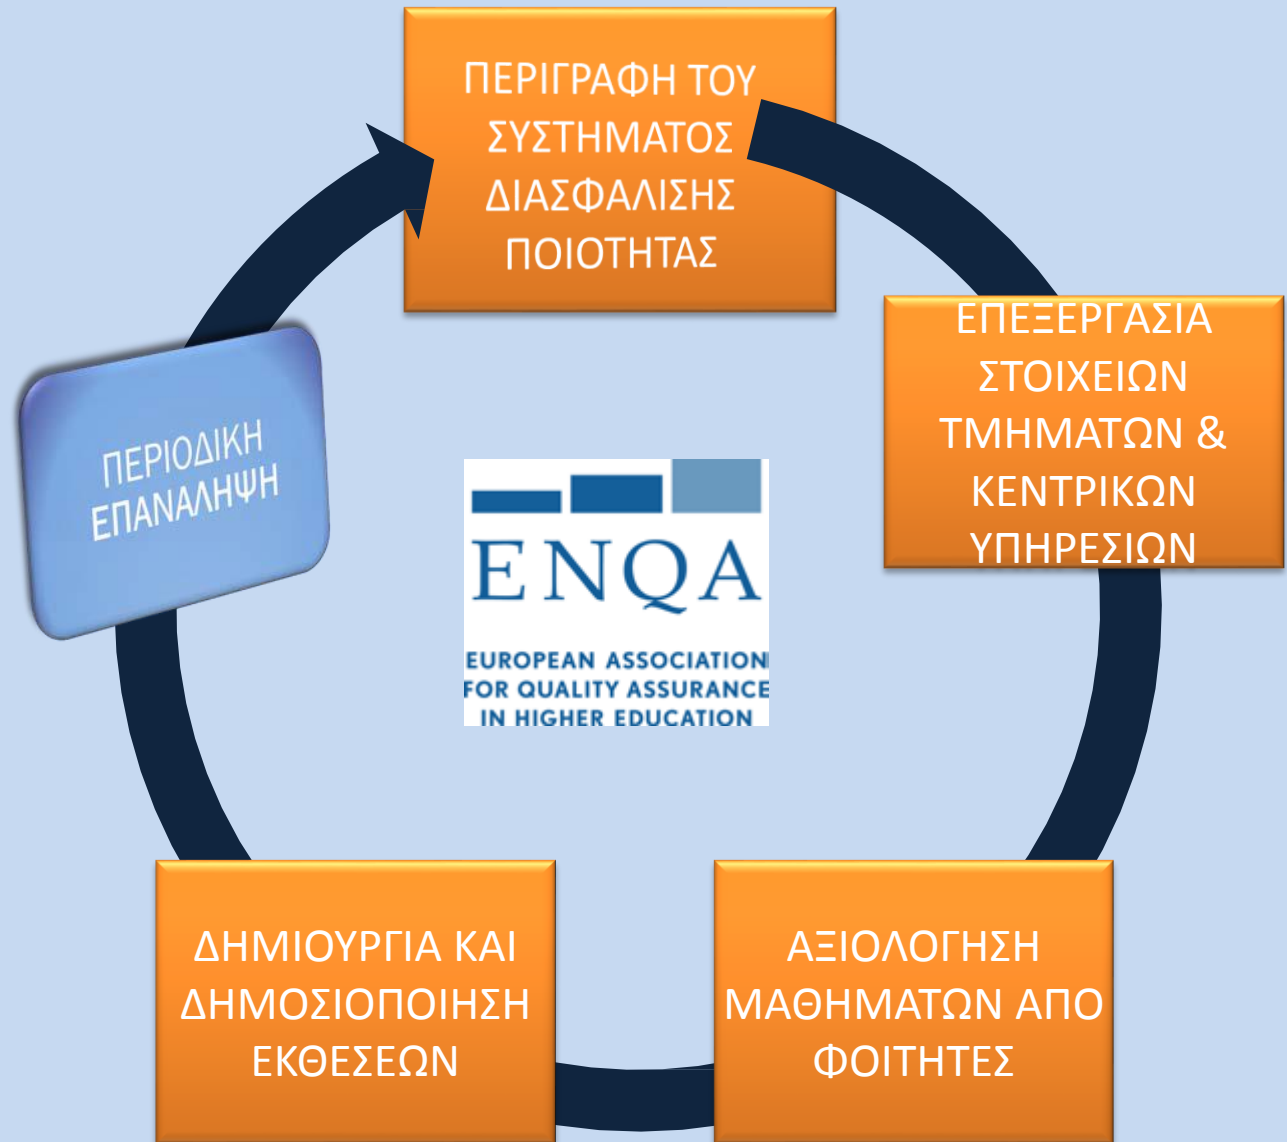 ΠΕΡΙΓΡΑΦΗ ΤΟΥ
ΣΥΣΤΗΜΑΤΟΣ
ΔΙΑΣΦΑΛΙΣΗΣ
ΠΟΙΟΤΗΤΑΣ
ΕΠΕΞΕΡΓΑΣΙΑ
ΣΤΟΙΧΕΙΩΝ
ΤΜΗΜΑΤΩΝ &
ΚΕΝΤΡΙΚΩΝ
ΥΠΗΡΕΣΙΩΝ
ΑΞΙΟΛΟΓΗΣΗ
ΜΑΘΗΜΑΤΩΝ ΑΠΟ
ΦΟΙΤΗΤΕΣ
ΔΗΜΙΟΥΡΓΙΑ ΚΑΙ
ΔΗΜΟΣΙΟΠΟΙΗΣΗ
ΕΚΘΕΣΕΩΝ
ΠΕΡΙΟΔΙΚΗ
ΕΠΑΝΑΛΗΨΗ
ENQA
EUROPEAN ASSOCIATION
FOR QUALITY ASSURANCE
IN HIGHER EDUCATION